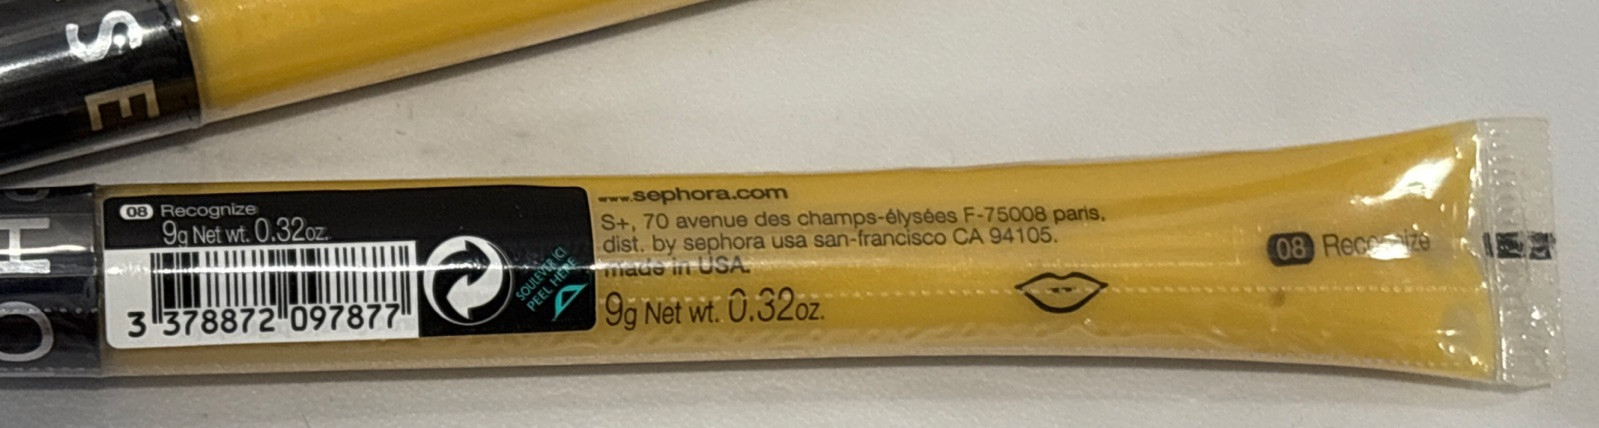 S E
H O
08 Recognize
9g Net wt. 0.32oz.
3 378872 097877
SOULEVER ICI
PEEL HERE
www.sephora.com
S+, 70 avenue des champs-élysées F-75008 paris.
dist. by sephora usa san-francisco CA 94105.
made in USA.
9g Net wt. 0.32oz.
08 Recognize